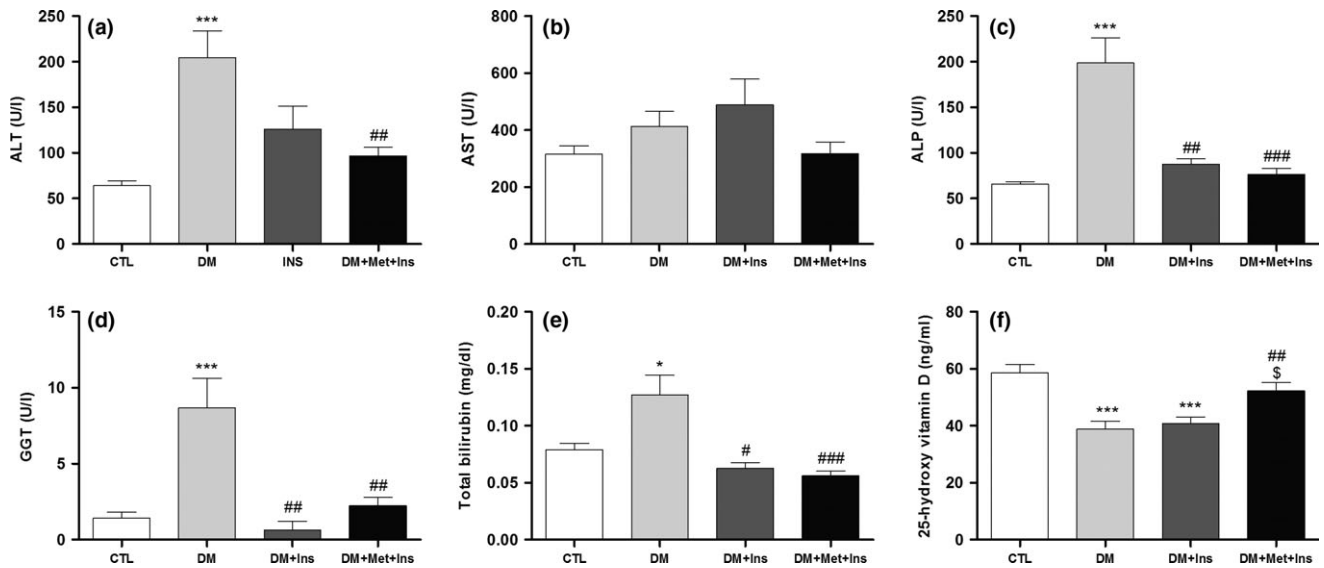 (a)
ALT (U/l)
250
200
150
100
50
0
***
##
CTL DM INS DM+Met+Ins
(b)
AST (U/l)
800
600
400
200
0
CTL DM DM+Ins DM+Met+Ins
(c)
ALP (U/l)
250
200
150
100
50
0
***
##
###
CTL DM DM+Ins DM+Met+Ins
(d)
GGT (U/l)
15
10
5
0
***
##
##
CTL DM DM+Ins DM+Met+Ins
(e)
Total bilirubin (mg/dl)
0.20
0.15
0.10
0.05
0.00
*
#
###
CTL DM DM+Ins DM+Met+Ins
(f)
25-hydroxy vitamin D (ng/ml)
80
60
40
20
0
***
***
##
$
CTL DM DM+Ins DM+Met+Ins